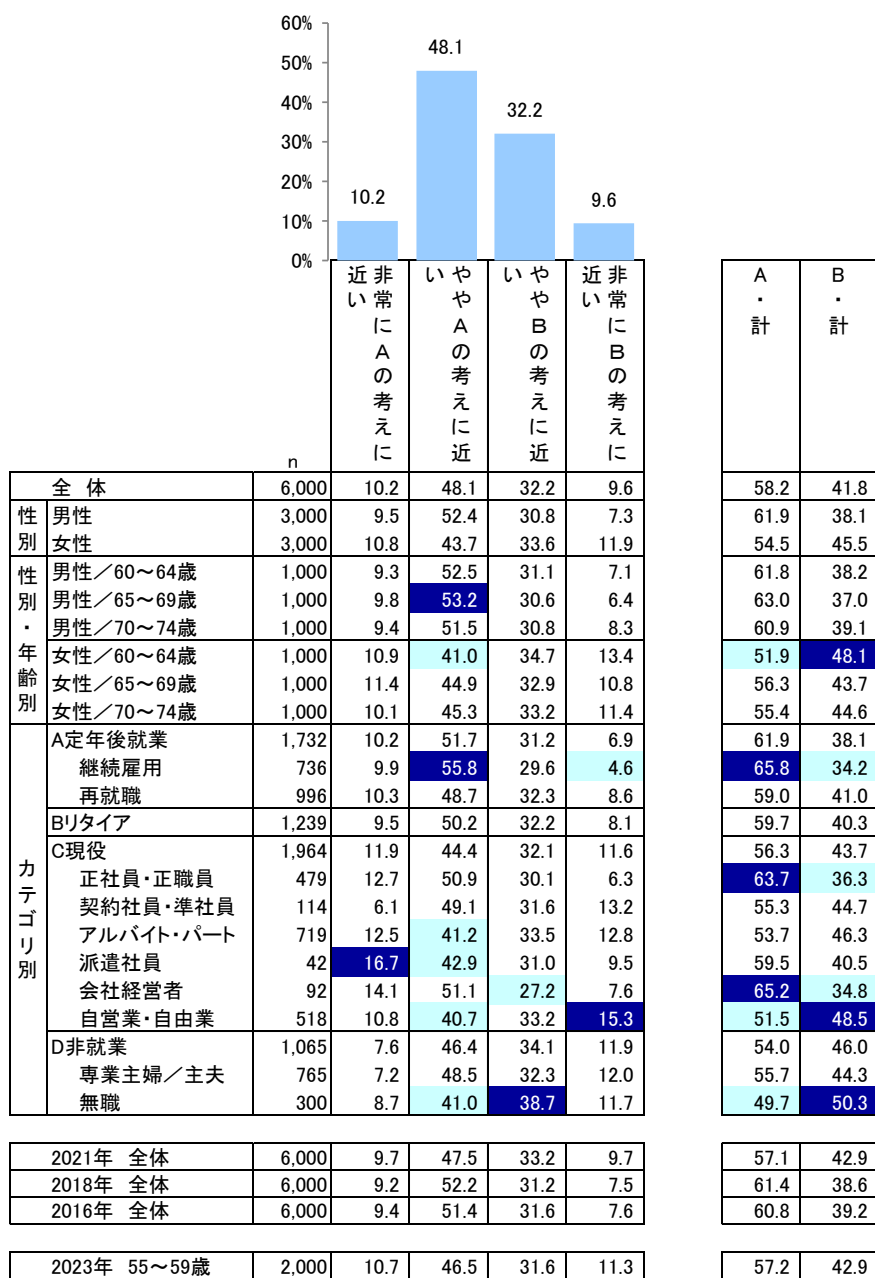 60%
50%
40%
30%
20%
10%
0%
10.2
48.1
32.2
9.6
非常にAの考えに近い
ややAの考えに近い
ややBの考えに近い
非常にBの考えに近い
A・計
B・計
n
全 体 6,000 10.2 48.1 32.2 9.6 58.2 41.8
性別
男性 3,000 9.5 52.4 30.8 7.3 61.9 38.1
女性 3,000 10.8 43.7 33.6 11.9 54.5 45.5
性別・年齢別
男性／60～64歳 1,000 9.3 52.5 31.1 7.1 61.8 38.2
男性／65～69歳 1,000 9.8 53.2 30.6 6.4 63.0 37.0
男性／70～74歳 1,000 9.4 51.5 30.8 8.3 60.9 39.1
女性／60～64歳 1,000 10.9 41.0 34.7 13.4 51.9 48.1
女性／65～69歳 1,000 11.4 44.9 32.9 10.8 56.3 43.7
女性／70～74歳 1,000 10.1 45.3 33.2 11.4 55.4 44.6
カテゴリ別
A定年後就業 1,732 10.2 51.7 31.2 6.9 61.9 38.1
継続雇用 736 9.9 55.8 29.6 4.6 65.8 34.2
再就職 996 10.3 48.7 32.3 8.6 59.0 41.0
Bリタイア 1,239 9.5 50.2 32.2 8.1 59.7 40.3
C現役 1,964 11.9 44.4 32.1 11.6 56.3 43.7
正社員・正職員 479 12.7 50.9 30.1 6.3 63.7 36.3
契約社員・準社員 114 6.1 49.1 31.6 13.2 55.3 44.7
アルバイト・パート 719 12.5 41.2 33.5 12.8 53.7 46.3
派遣社員 42 16.7 42.9 31.0 9.5 59.5 40.5
会社経営者 92 14.1 51.1 27.2 7.6 65.2 34.8
自営業・自由業 518 10.8 40.7 33.2 15.3 51.5 48.5
D非就業 1,065 7.6 46.4 34.1 11.9 54.0 46.0
専業主婦／主夫 765 7.2 48.5 32.3 12.0 55.7 44.3
無職 300 8.7 41.0 38.7 11.7 49.7 50.3
2021年 全体 6,000 9.7 47.5 33.2 9.7 57.1 42.9
2018年 全体 6,000 9.2 52.2 31.2 7.5 61.4 38.6
2016年 全体 6,000 9.4 51.4 31.6 7.6 60.8 39.2
2023年 55～59歳 2,000 10.7 46.5 31.6 11.3 57.2 42.9